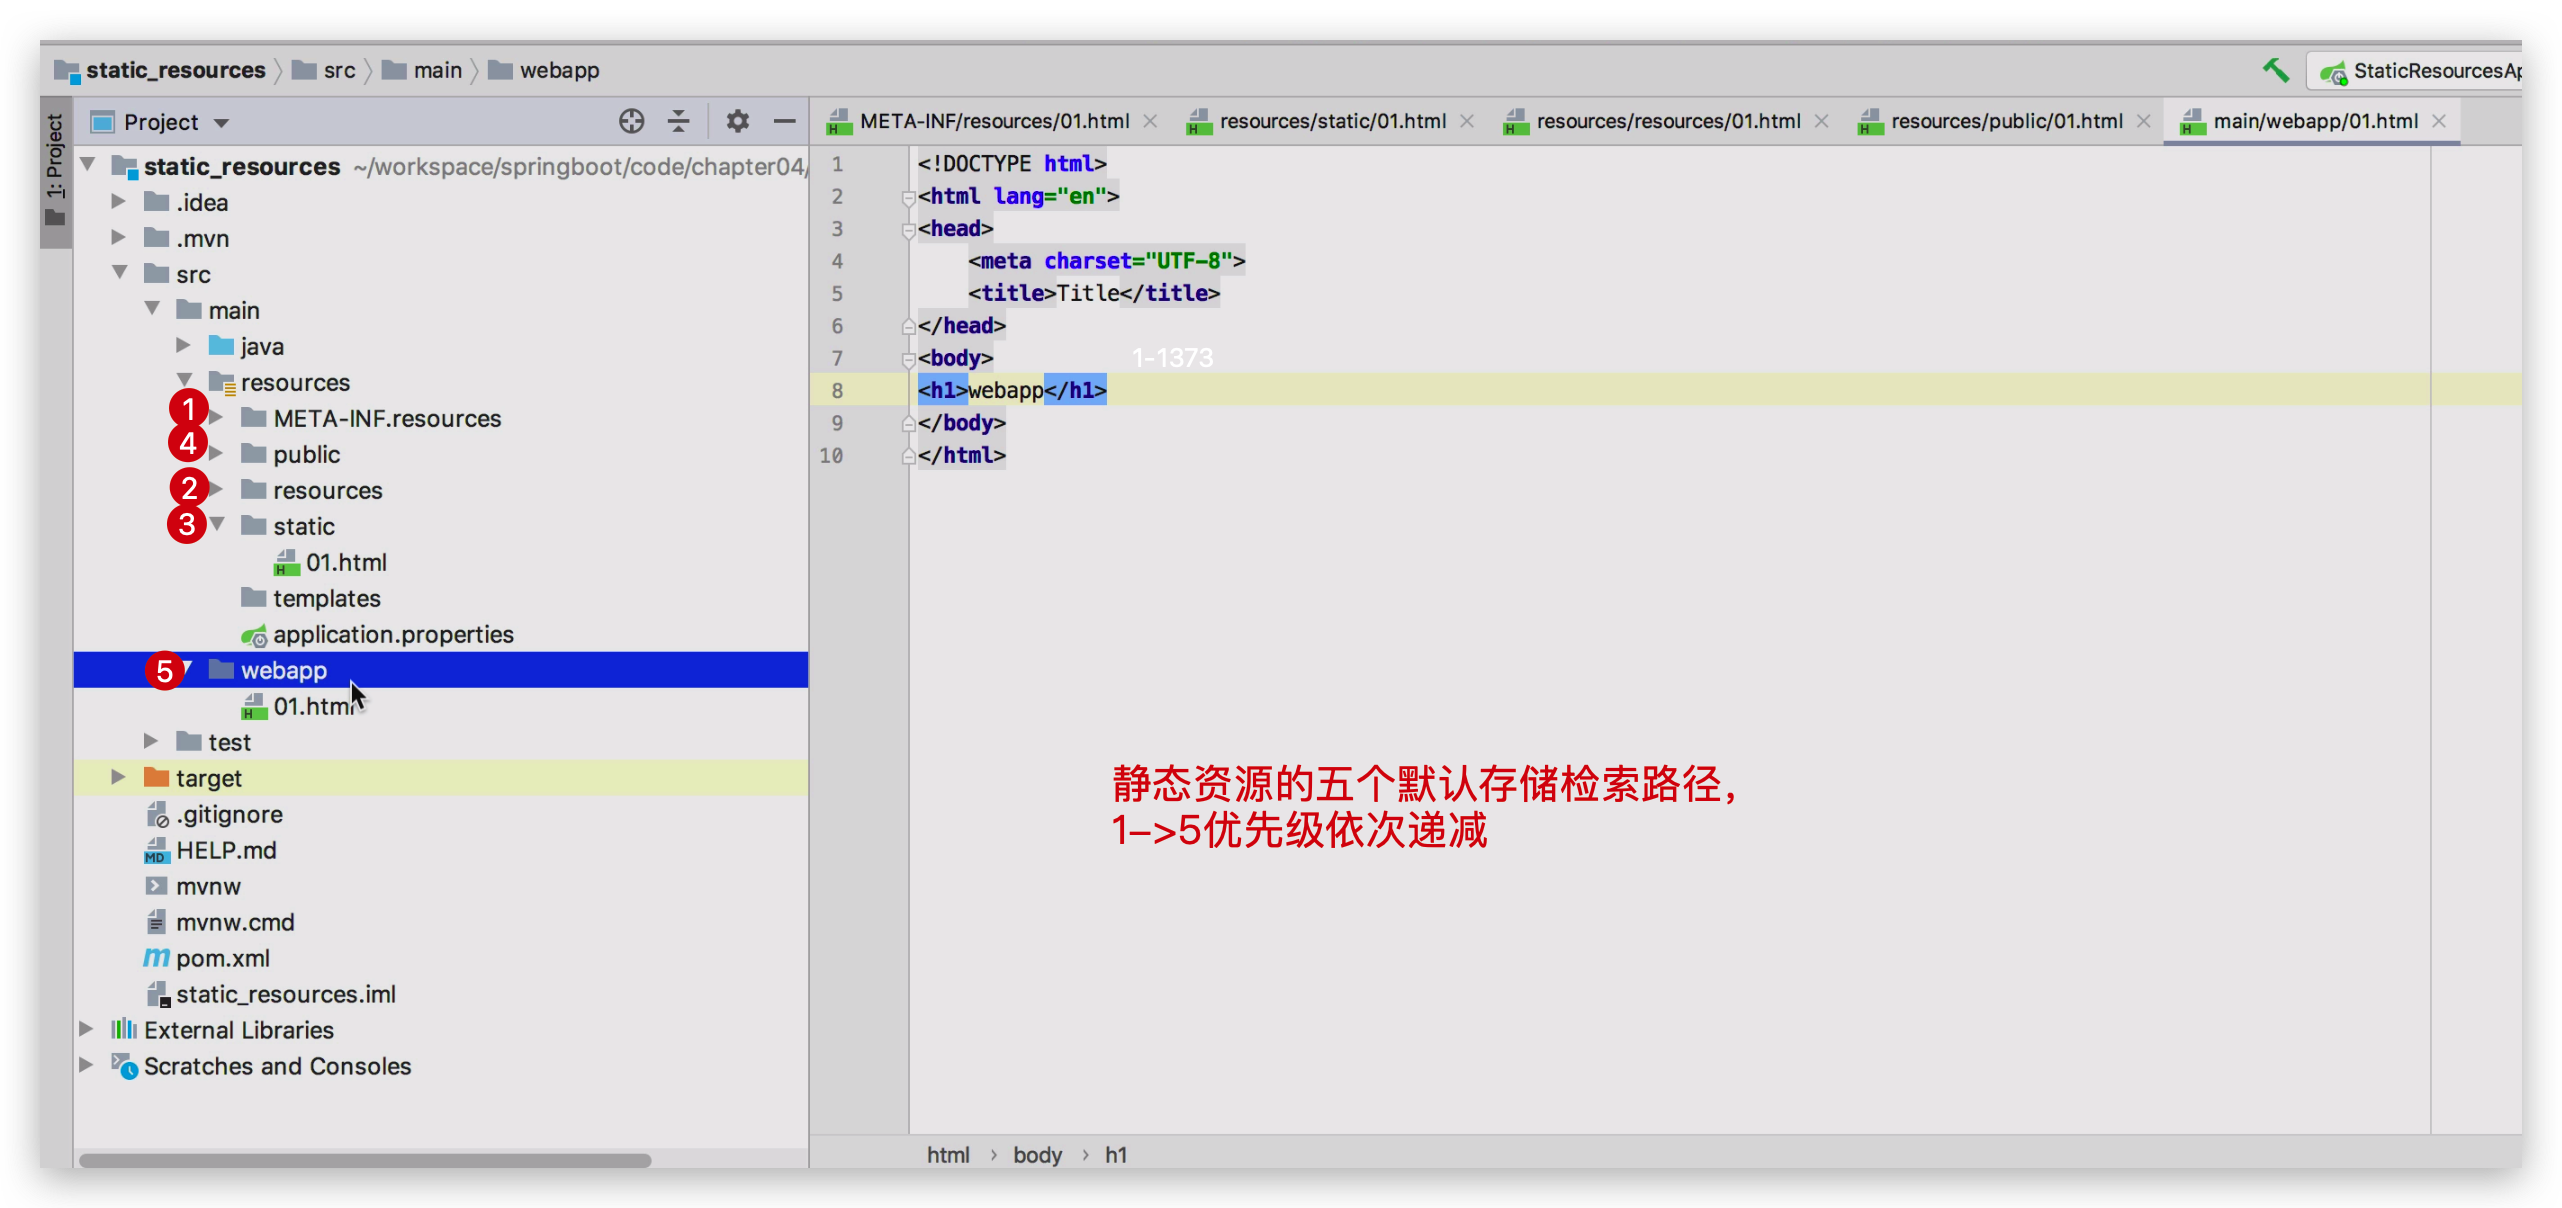 static_resources src main webapp
StaticResourcesAp
1: Project
Project
META-INF/resources/01.html resources/static/01.html resources/resources/01.html resources/public/01.html main/webapp/01.html
static_resources ~/workspace/springboot/code/chapter04/
.idea
.mvn
src
main
java
resources
1 META-INF.resources
4 public
2 resources
3 static
01.html
templates
application.properties
5 webapp
01.html
test
target
.gitignore
HELP.md
mvnw
mvnw.cmd
pom.xml
static_resources.iml
External Libraries
Scratches and Consoles
1 <!DOCTYPE html>
2 <html lang="en">
3 <head>
4 <meta charset="UTF-8">
5 <title>Title</title>
6 </head>
7 <body>
1-1373
8 <h1>webapp</h1>
9 </body>
10 </html>
静态资源的五个默认存储检索路径，
1–>5优先级依次递减
html › body › h1